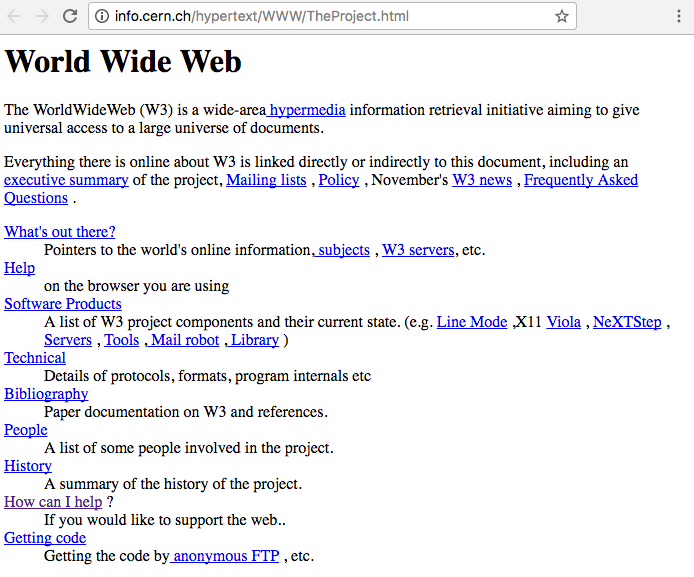 info.cern.ch/hypertext/WWW/TheProject.html
World Wide Web
The WorldWideWeb (W3) is a wide-area hypermedia information retrieval initiative aiming to give
universal access to a large universe of documents.
Everything there is online about W3 is linked directly or indirectly to this document, including an
executive summary of the project, Mailing lists , Policy , November's W3 news , Frequently Asked
Questions .
What's out there?
Pointers to the world's online information, subjects , W3 servers, etc.
Help
on the browser you are using
Software Products
A list of W3 project components and their current state. (e.g. Line Mode ,X11 Viola , NeXTStep ,
Servers , Tools , Mail robot , Library )
Technical
Details of protocols, formats, program internals etc
Bibliography
Paper documentation on W3 and references.
People
A list of some people involved in the project.
History
A summary of the history of the project.
How can I help ?
If you would like to support the web..
Getting code
Getting the code by anonymous FTP , etc.